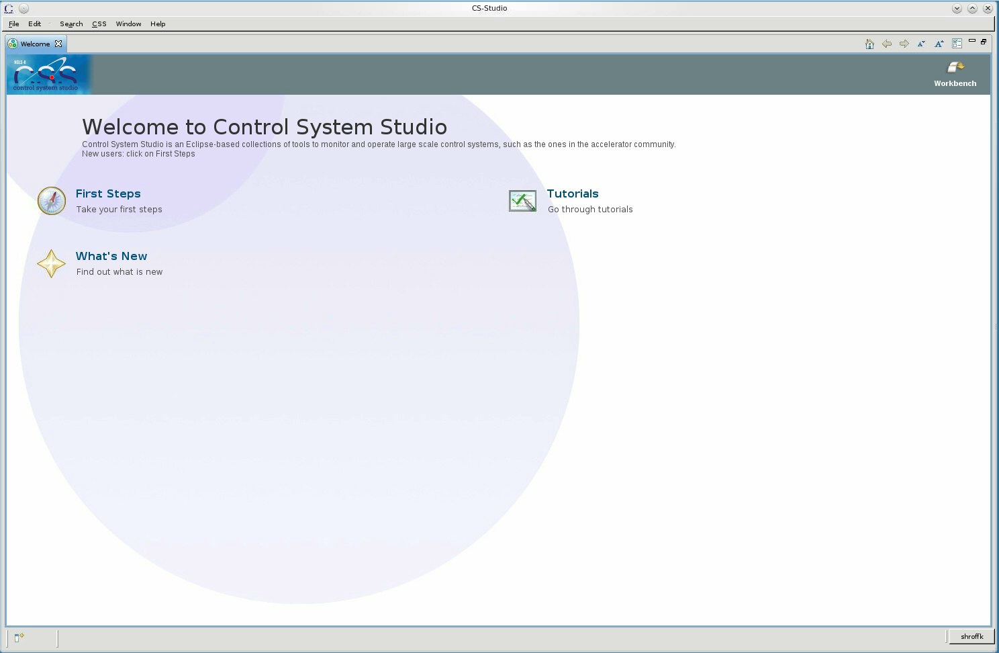 CS-Studio
File Edit Search CSS Window Help
Welcome
NSLS-II
CSS
control system studio
Workbench
Welcome to Control System Studio
Control System Studio is an Eclipse-based collections of tools to monitor and operate large scale control systems, such as the ones in the accelerator community.
New users: click on First Steps
First Steps
Take your first steps
Tutorials
Go through tutorials
What's New
Find out what is new
shroffk